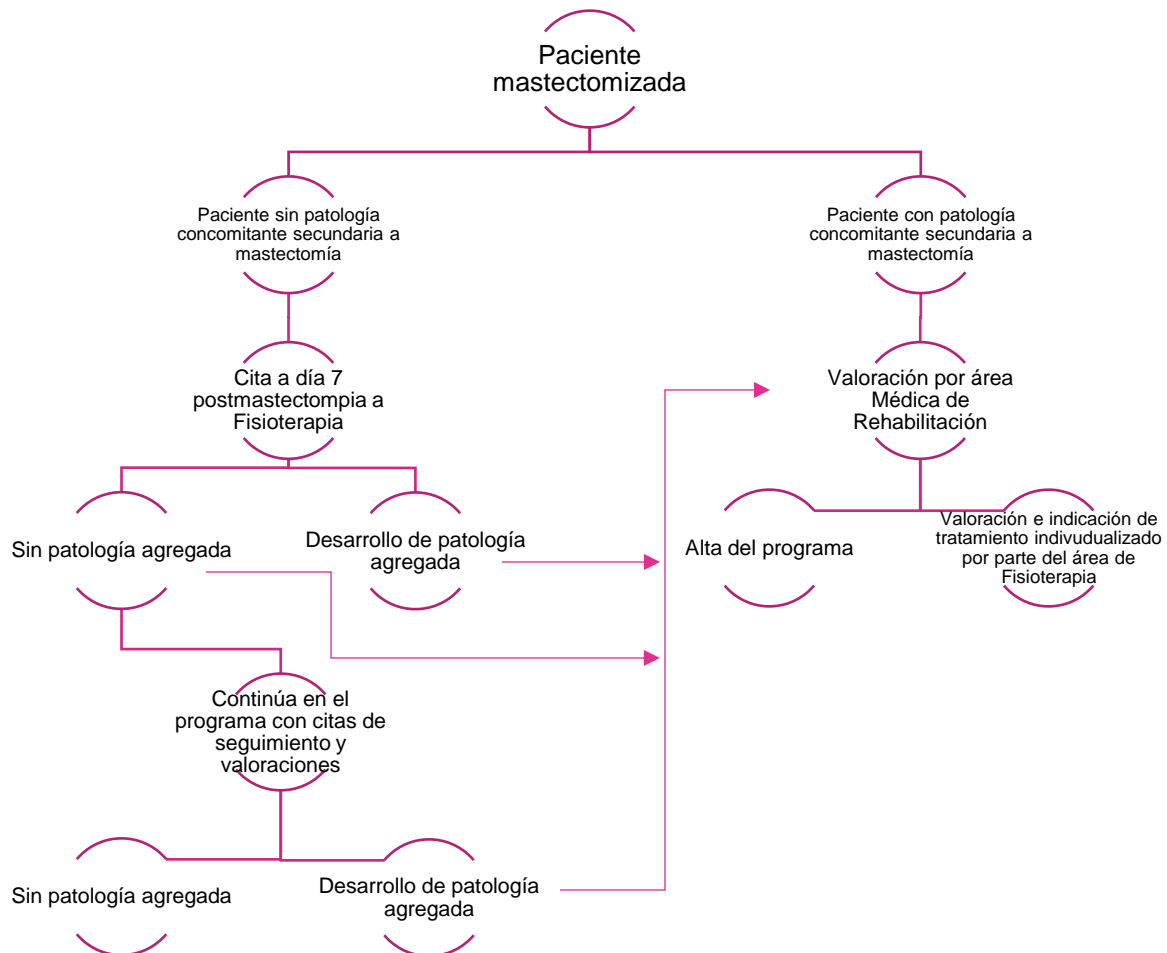 Paciente
mastectomizada
Paciente sin patología
concomitante secundaria a
mastectomía
Paciente con patología
concomitante secundaria a
mastectomía
Cita a día 7
postmastectompia a
Fisioterapia
Valoración por área
Médica de
Rehabilitación
Sin patología agregada
Desarrollo de patología
agregada
Alta del programa
Valoración e indicación de
tratamiento indivudualizado
por parte del área de
Fisioterapia
Continúa en el
programa con citas de
seguimiento y
valoraciones
Sin patología agregada
Desarrollo de patología
agregada